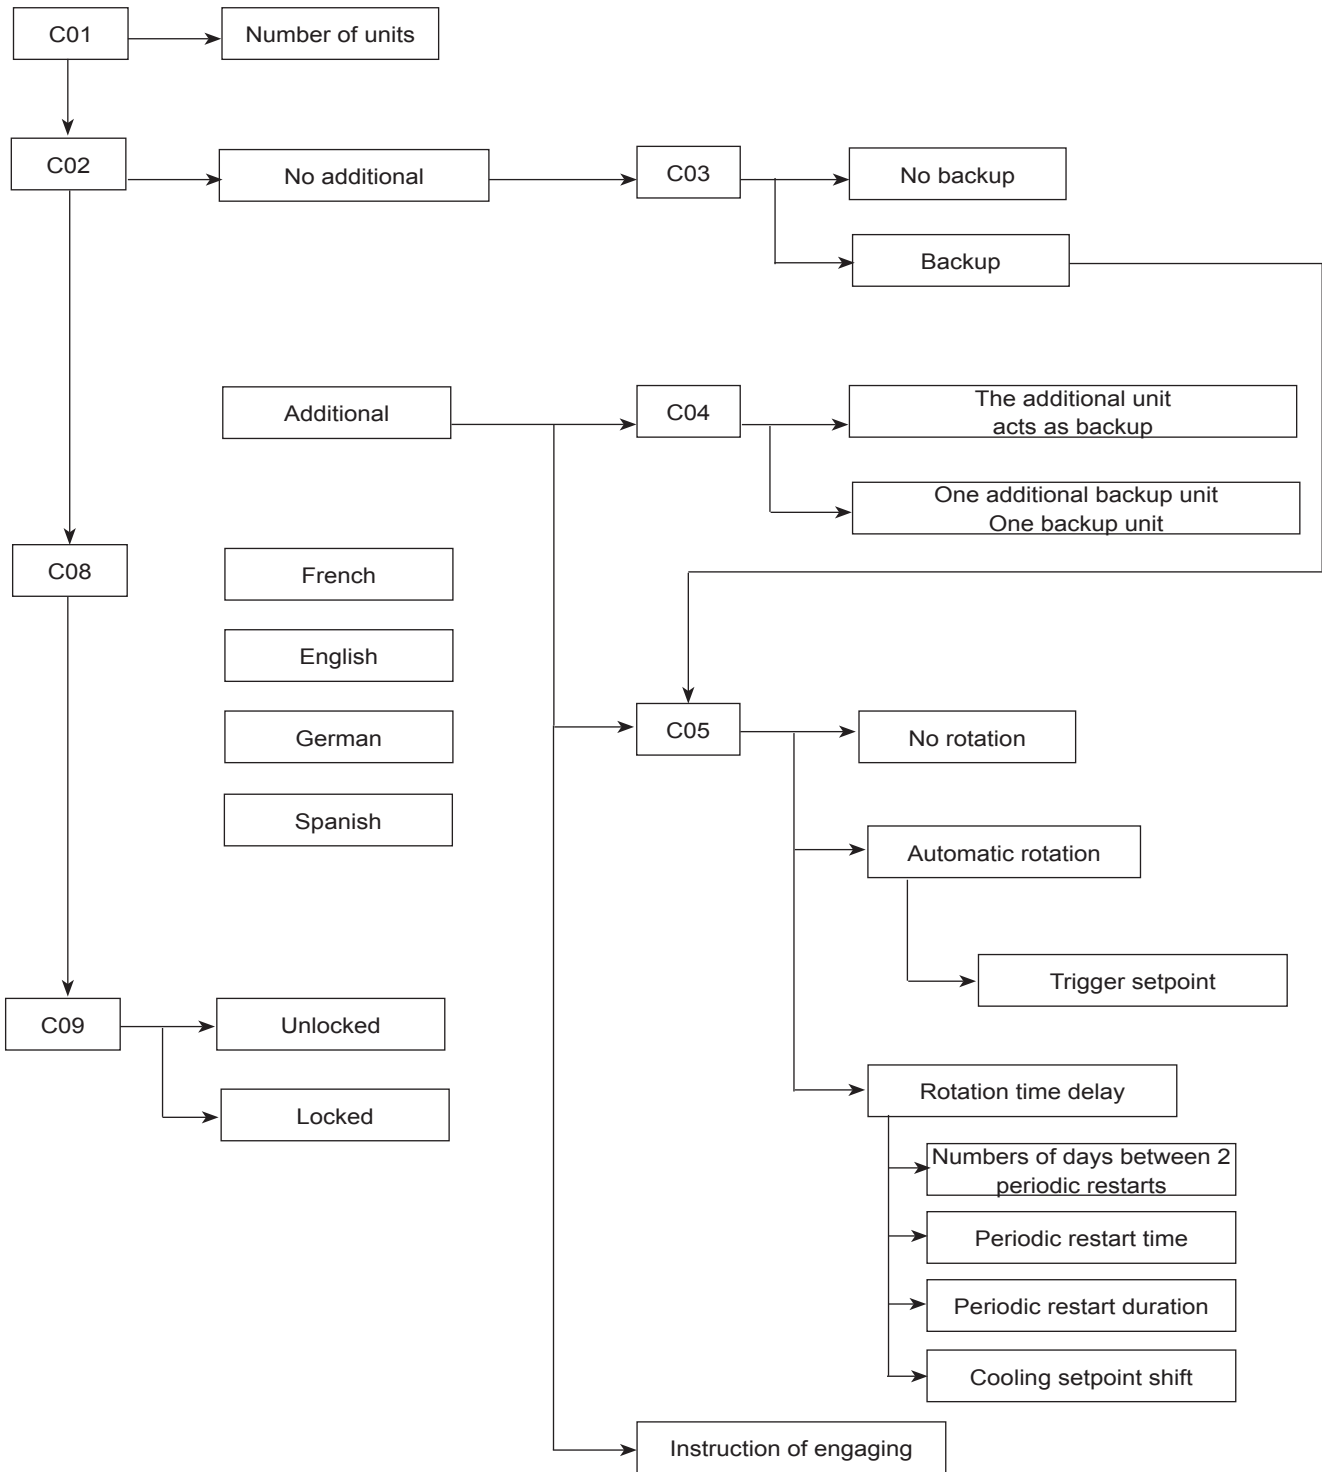 C01
Number of units
C02
No additional
C03
No backup
Backup
Additional
C04
The additional unit
acts as backup
One additional backup unit
One backup unit
C08
French
English
German
Spanish
C05
No rotation
Automatic rotation
Trigger setpoint
C09
Unlocked
Locked
Rotation time delay
Numbers of days between 2
periodic restarts
Periodic restart time
Periodic restart duration
Cooling setpoint shift
Instruction of engaging